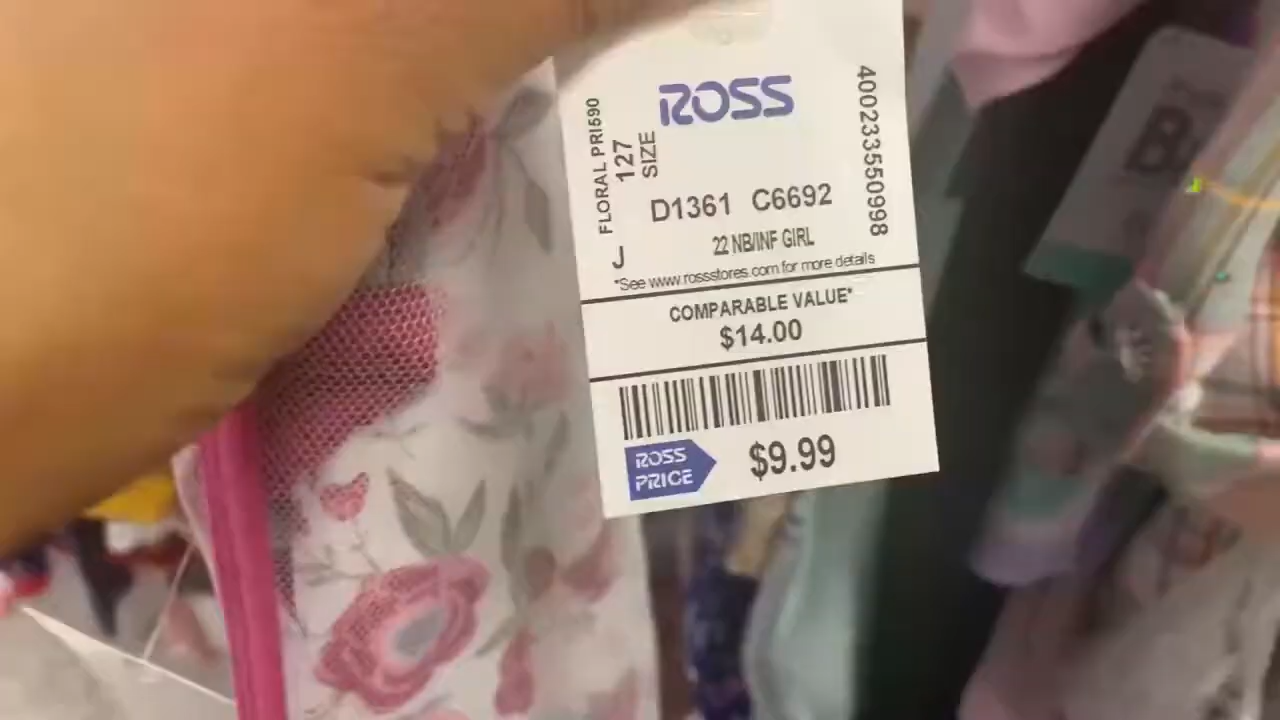 ROSS
FLORAL PRI590
127
SIZE
J
400233550998
D1361 C6692
22 NB/INF GIRL
*See www.rossstores.com for more details
COMPARABLE VALUE*
$14.00
ROSS
PRICE
$9.99